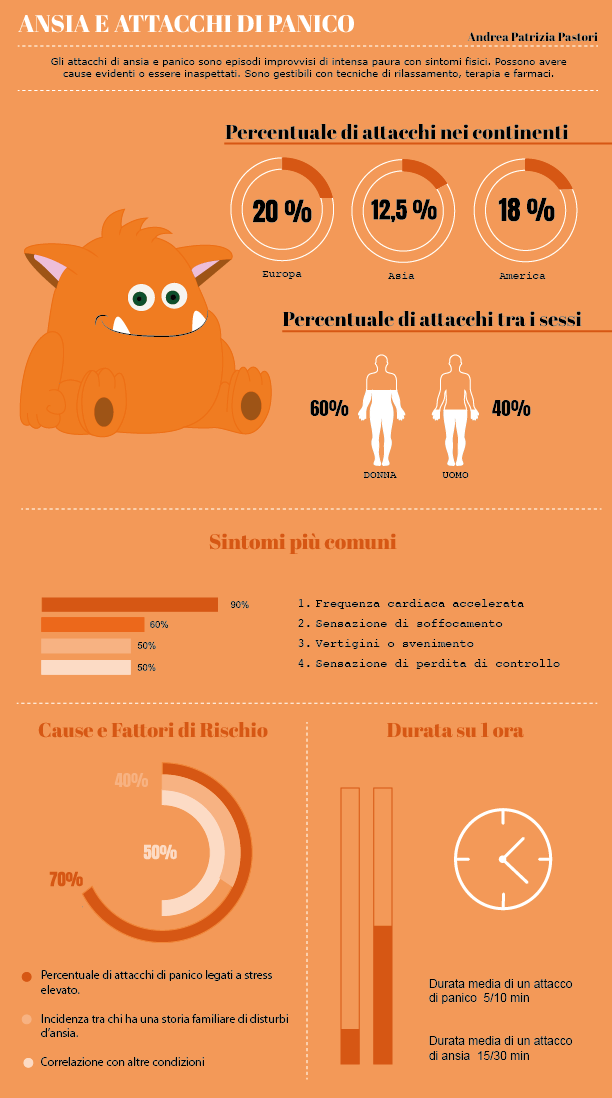 ANSIA E ATTACCHI DI PANICO
Andrea Patrizia Pastori
Gli attacchi di ansia e panico sono episodi improvvisi di intensa paura con sintomi fisici. Possono avere
cause evidenti o essere inaspettati. Sono gestibili con tecniche di rilassamento, terapia e farmaci.
Percentuale di attacchi nei continenti
20 %
12,5 %
18 %
Europa
Asia
America
Percentuale di attacchi tra i sessi
60%
40%
DONNA
UOMO
Sintomi più comuni
90%
60%
50%
50%
1. Frequenza cardiaca accelerata
2. Sensazione di soffocamento
3. Vertigini o svenimento
4. Sensazione di perdita di controllo
Cause e Fattori di Rischio
40%
50%
70%
Percentuale di attacchi di panico legati a stress
elevato.
Incidenza tra chi ha una storia familiare di disturbi
d'ansia.
Correlazione con altre condizioni
Durata su 1 ora
Durata media di un attacco
di panico 5/10 min
Durata media di un attacco
di ansia 15/30 min